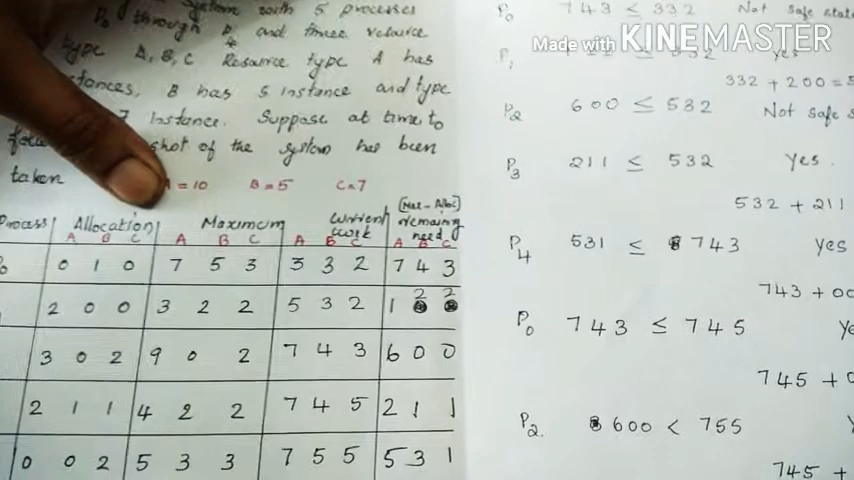 System with 5 processes
P0 through P4 and three resource
type A, B, C Resource type A has
B has 5 instance and type
7 Instance. Suppose at time to
shot of the system has been
taken
= 10 B=5 C=7
Process Allocation Maximum Current work (Max - Alloc) remaining need
A B C A B C A B C A B C
0 1 0 7 5 3 3 3 2 7 4 3
2 0 0 3 2 2 5 3 2 1 2 2
3 0 2 9 0 2 7 4 3 6 0 0
2 1 1 4 2 2 7 4 5 2 1 1
0 0 2 5 3 3 7 5 5 5 3 1
P0 743 ≤ 332 Not safe state
P1 yes
332 + 200 = 5
P2 600 ≤ 532 Not safe s
P3 211 ≤ 532 Yes.
532 + 211
P4 531 ≤ 743 yes
743 + 00
P0 743 ≤ 745 Ye
745 + 0
P2. 600 < 755 Y
745 +
Made with KINEMASTER